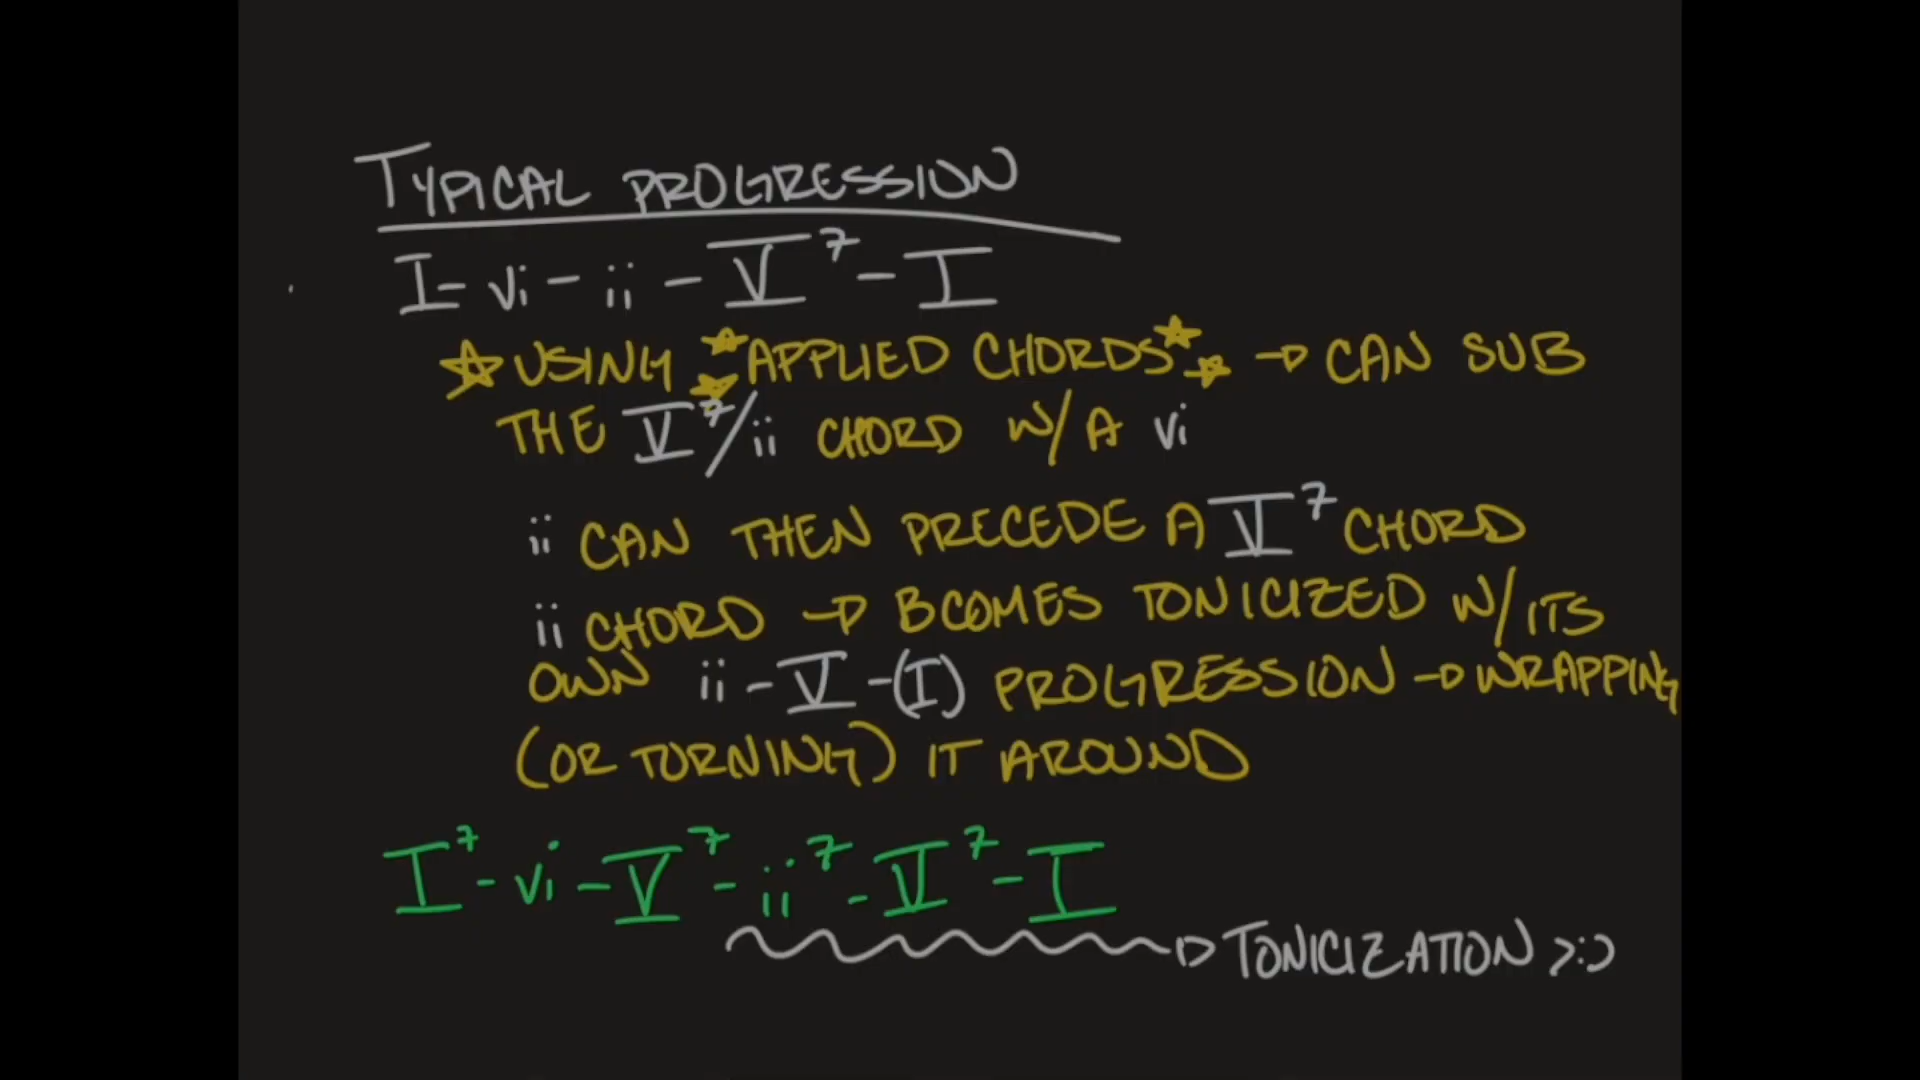 TYPICAL PROGRESSION
I - vi - ii - V⁷ - I
☆ USING ☆APPLIED CHORDS☆ → CAN SUB
THE V⁷/ii CHORD W/A vi
ii CAN THEN PRECEDE A V⁷ CHORD
ii CHORD → BCOMES TONICIZED W/ITS
OWN ii - V - (I) PROGRESSION → WRAPPING
(OR TURNING) IT AROUND
I⁷ - vi - V⁷ - ii⁷ - V⁷ - I
→ TONICIZATION >:)